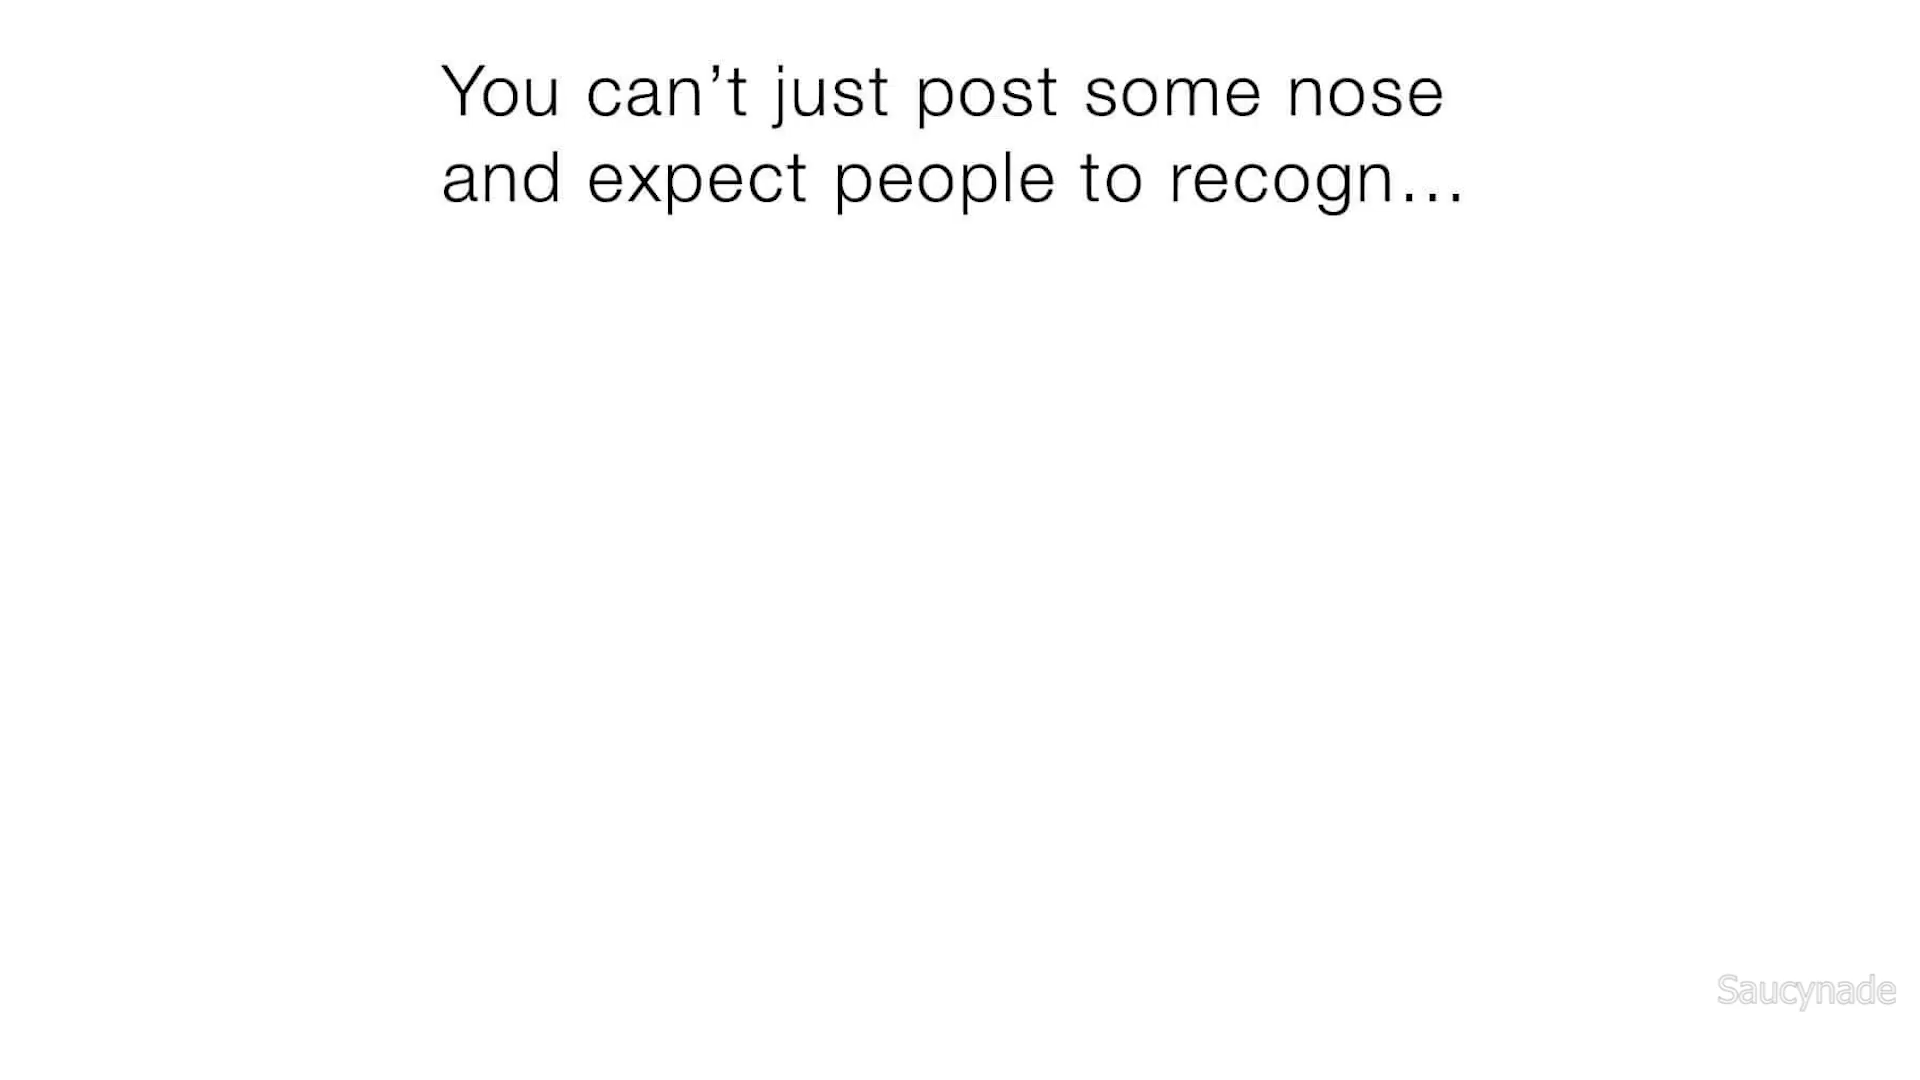 You can’t just post some nose
and expect people to recogn…
Saucynade